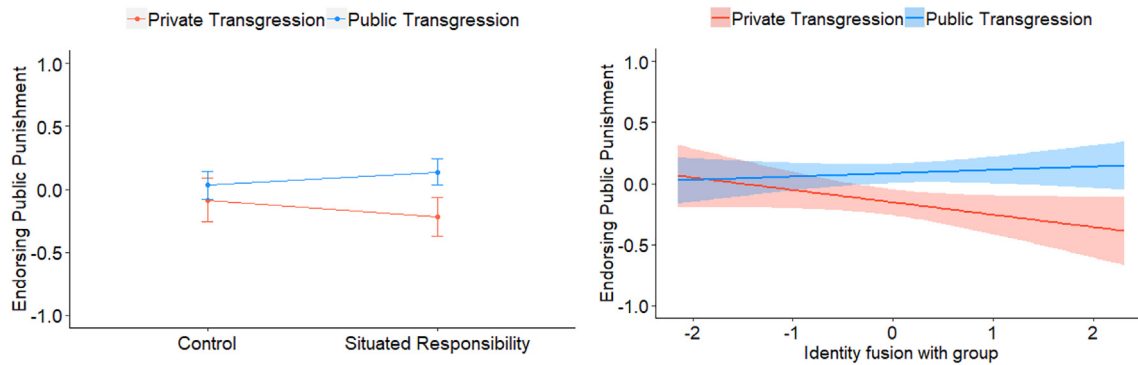 Private Transgression Public Transgression
Endorsing Public Punishment
1.0
0.5
0.0
-0.5
-1.0
Control Situated Responsibility
Private Transgression Public Transgression
Endorsing Public Punishment
1.0
0.5
0.0
-0.5
-1.0
-2 -1 0 1 2
Identity fusion with group